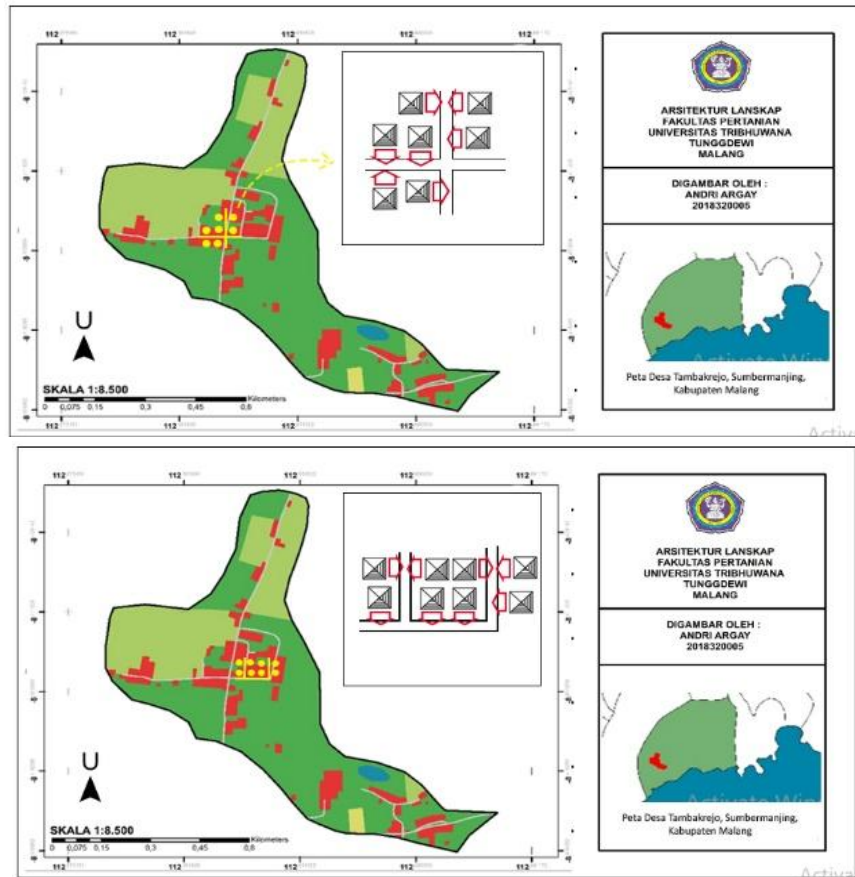 112
112
112
112
112
ARSITEKTUR LANSKAP
FAKULTAS PERTANIAN
UNIVERSITAS TRIBHUWANA
TUNGGDEWI
MALANG
DIGAMBAR OLEH :
ANDRI ARGAY
2018320005
U
SKALA 1:8.500
Kilometers
0 0,075 0,15 0,3 0,45 0,6
112
112
112
112
112
Activate Win
Peta Desa Tambakrejo, Sumbermanjing,
Kabupaten Malang
112
112
112
112
112
ARSITEKTUR LANSKAP
FAKULTAS PERTANIAN
UNIVERSITAS TRIBHUWANA
TUNGGDEWI
MALANG
DIGAMBAR OLEH :
ANDRI ARGAY
2018320005
U
SKALA 1:8.500
Kilometers
0 0,075 0,15 0,3 0,45 0,6
112
112
112
112
112
Activate Win
Peta Desa Tambakrejo, Sumbermanjing,
Kabupaten Malang